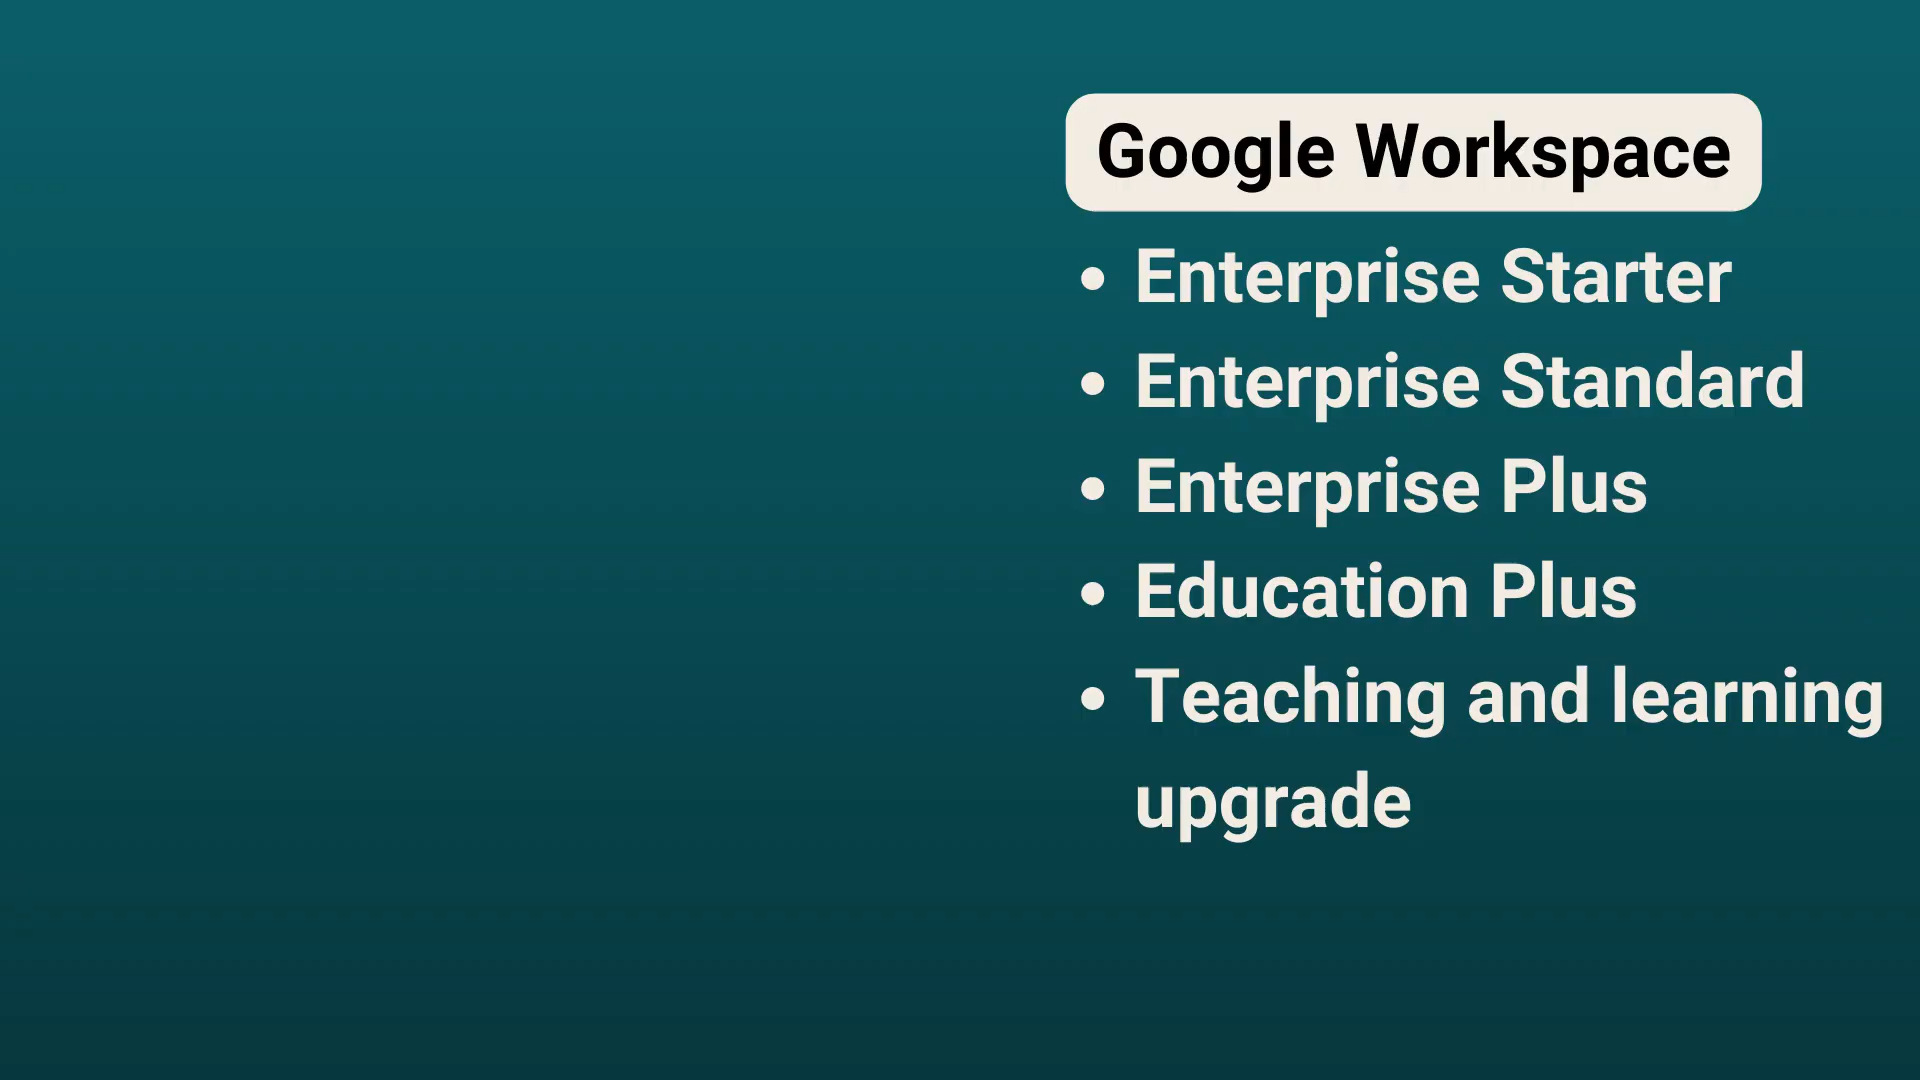 Google Workspace
• Enterprise Starter
• Enterprise Standard
• Enterprise Plus
• Education Plus
• Teaching and learning
upgrade